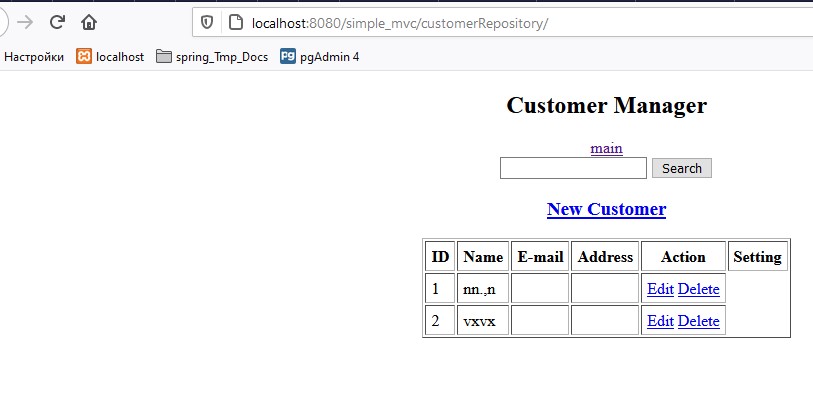 localhost:8080/simple_mvc/customerRepository/
Настройки localhost spring_Tmp_Docs Pg pgAdmin 4
Customer Manager
main
Search
New Customer
ID Name E-mail Address Action Setting
1 nn.,n Edit Delete
2 vxvx Edit Delete